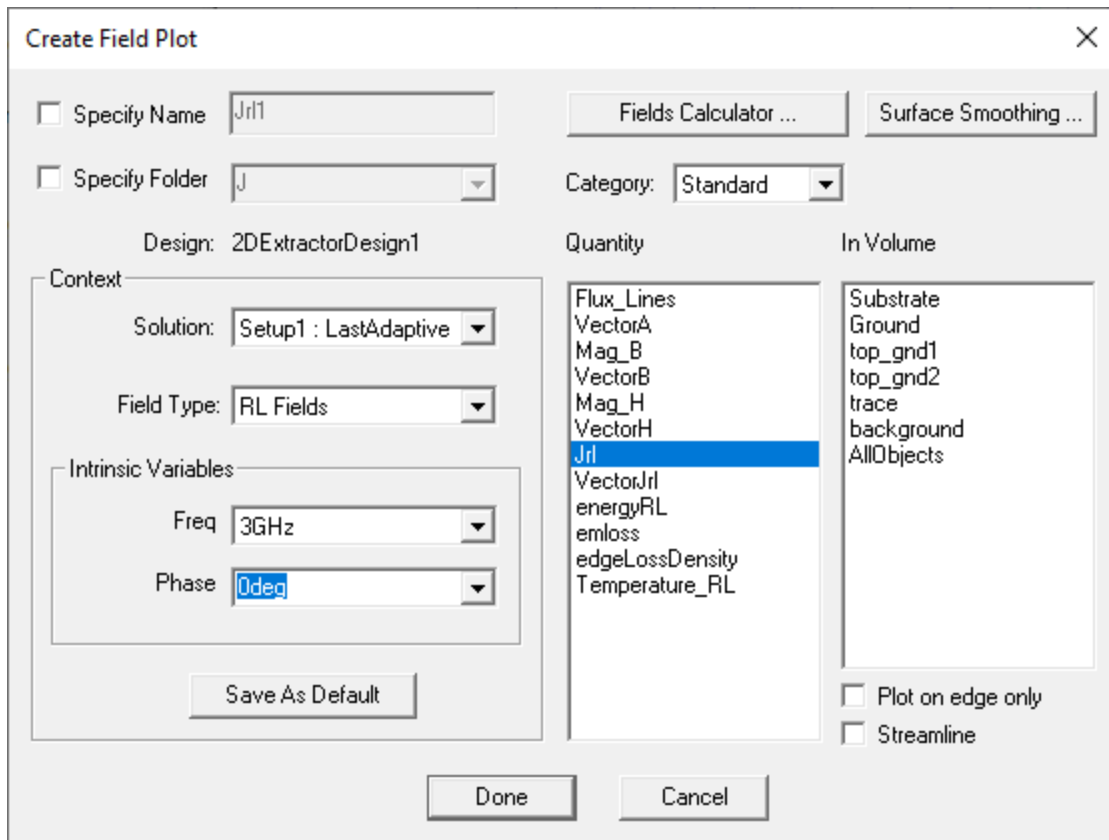 Create Field Plot
Specify Name
Jrl1
Fields Calculator ...
Surface Smoothing ...
Specify Folder
J
Category:
Standard
Design:
2DExtractorDesign1
Quantity
In Volume
Context
Solution:
Setup1 : LastAdaptive
Field Type:
RL Fields
Intrinsic Variables
Freq
3GHz
Phase
0deg
Save As Default
Flux_Lines
VectorA
Mag_B
VectorB
Mag_H
VectorH
Jrl
VectorJrl
energyRL
emloss
edgeLossDensity
Temperature_RL
Substrate
Ground
top_gnd1
top_gnd2
trace
background
AllObjects
Plot on edge only
Streamline
Done
Cancel